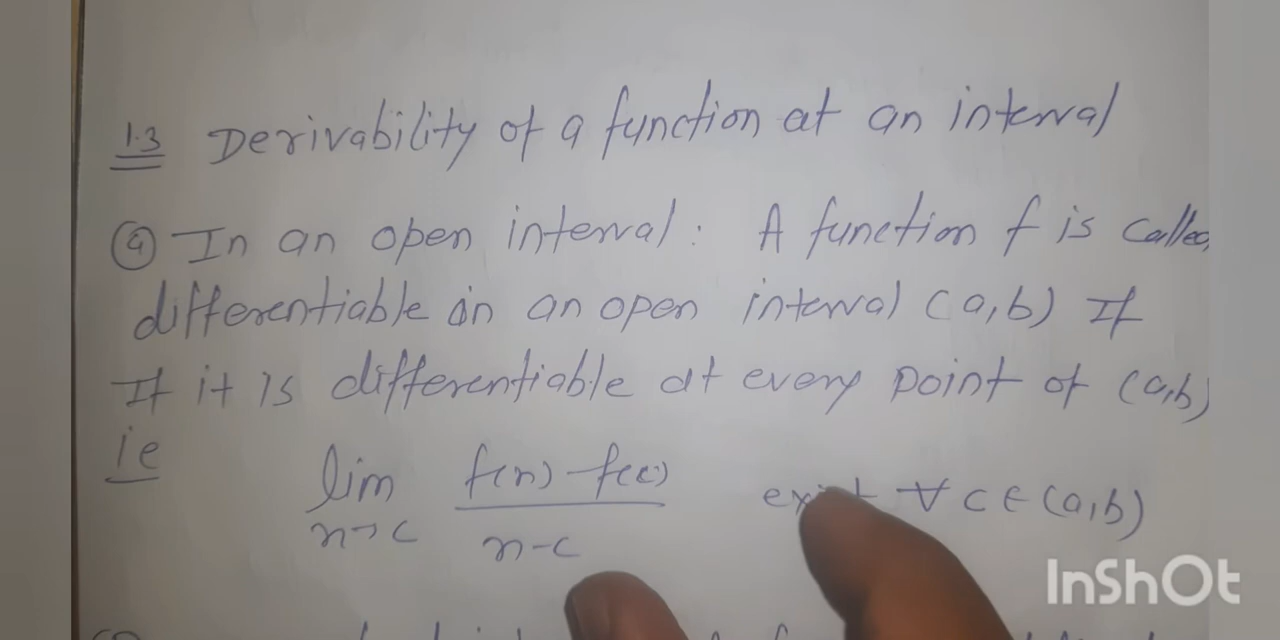 1.3 Derivability of a function at an interval
(a) In an open interval: A function f is called
differentiable in an open interval (a,b) If
If it is differentiable at every point of (a,b)
ie lim f(x) - f(c) exist ∀ c ∈ (a,b)
x→c x-c
InShOt